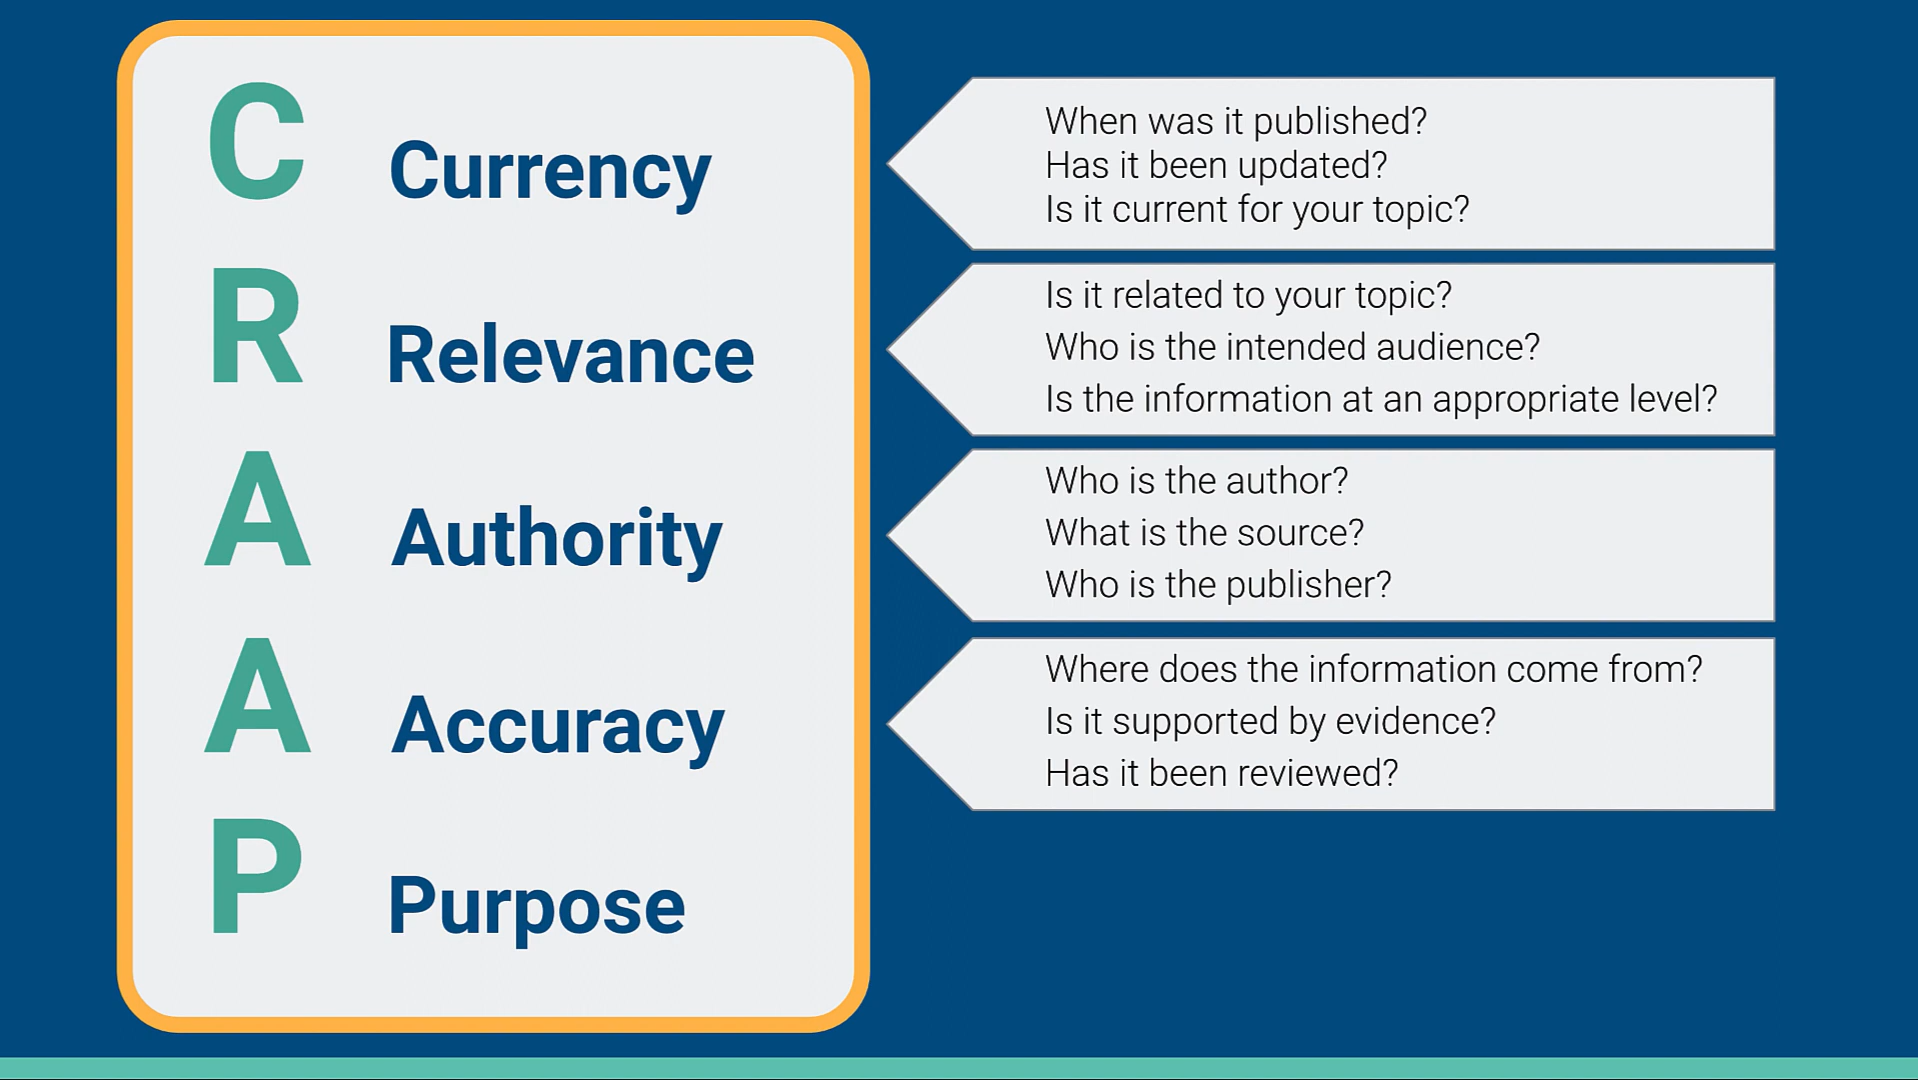 C Currency
When was it published?
Has it been updated?
Is it current for your topic?
R Relevance
Is it related to your topic?
Who is the intended audience?
Is the information at an appropriate level?
A Authority
Who is the author?
What is the source?
Who is the publisher?
A Accuracy
Where does the information come from?
Is it supported by evidence?
Has it been reviewed?
P Purpose